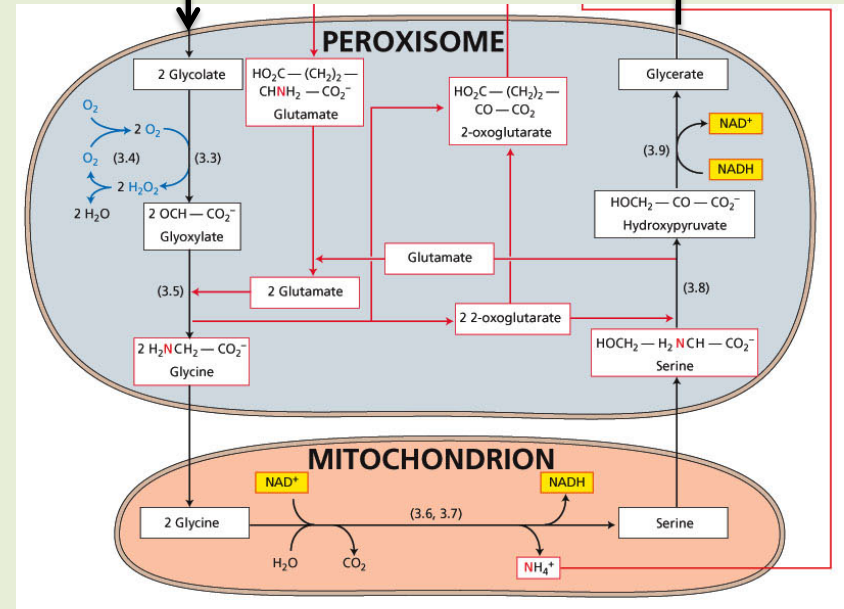 PEROXISOME
2 Glycolate
HO₂C — (CH₂)₂ —
CHNH₂ — CO₂⁻
Glutamate
HO₂C — (CH₂)₂ —
CO — CO₂
2-oxoglutarate
Glycerate
O₂
2 O₂
O₂
(3.4)
(3.3)
2 H₂O₂
2 H₂O
NAD⁺
(3.9)
NADH
2 OCH — CO₂⁻
Glyoxylate
HOCH₂ — CO — CO₂⁻
Hydroxypyruvate
Glutamate
(3.5)
2 Glutamate
(3.8)
2 2-oxoglutarate
2 H₂NCH₂ — CO₂⁻
Glycine
HOCH₂ — H₂NCH — CO₂⁻
Serine
MITOCHONDRION
NAD⁺
NADH
2 Glycine
(3.6, 3.7)
Serine
H₂O
CO₂
NH₄⁺